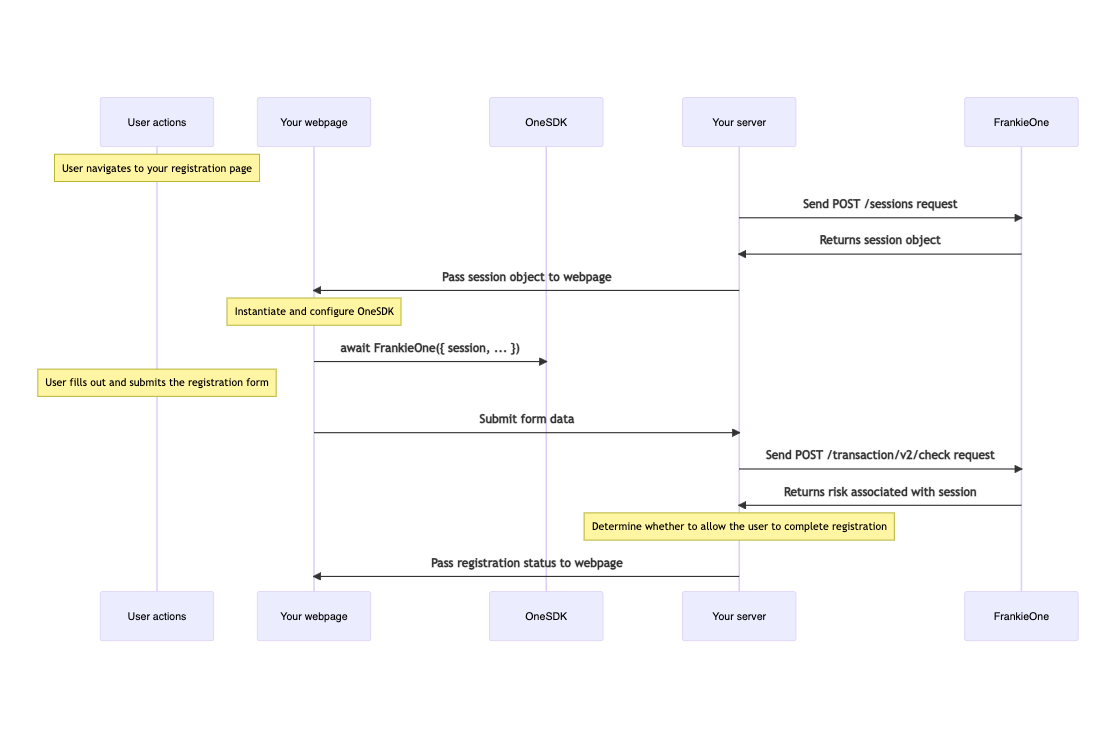 User actions
Your webpage
OneSDK
Your server
FrankieOne
User navigates to your registration page
Send POST /sessions request
Returns session object
Pass session object to webpage
Instantiate and configure OneSDK
await FrankieOne({ session, ... })
User fills out and submits the registration form
Submit form data
Send POST /transaction/v2/check request
Returns risk associated with session
Determine whether to allow the user to complete registration
Pass registration status to webpage
User actions
Your webpage
OneSDK
Your server
FrankieOne